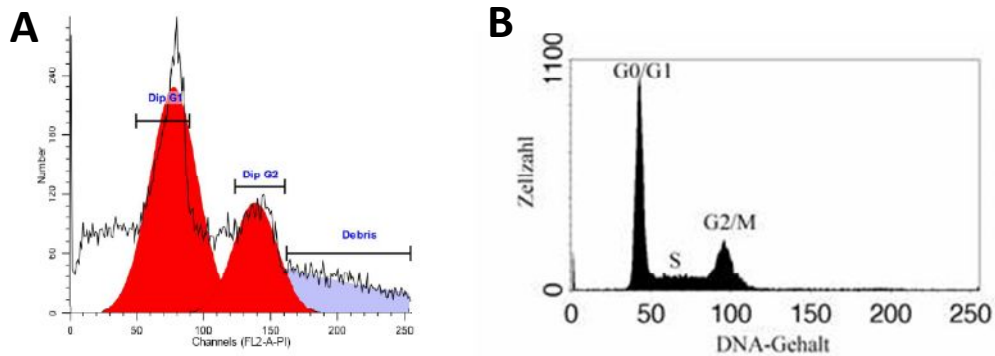 A
Number
240
180
120
60
0
Dip G1
Dip G2
Debris
0 50 100 150 200 250
Channels (FL2-A-PI)
B
Zellzahl
1100
0
G0/G1
S
G2/M
0 50 100 150 200 250
DNA-Gehalt